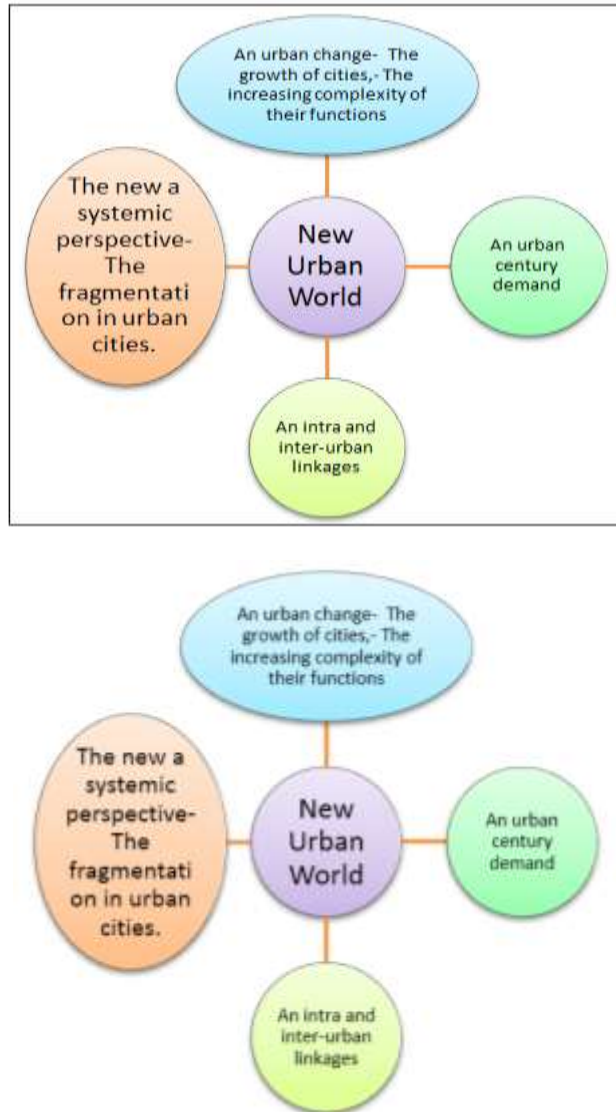 An urban change-  The
growth of cities,- The
increasing complexity of
their functions
The new a
systemic
perspective-
The
fragmentati
on in urban
cities.
New
Urban
World
An urban
century
demand
An intra and
inter-urban
linkages
An urban change-  The
growth of cities,- The
increasing complexity of
their functions
The new a
systemic
perspective-
The
fragmentati
on in urban
cities.
New
Urban
World
An urban
century
demand
An intra and
inter-urban
linkages